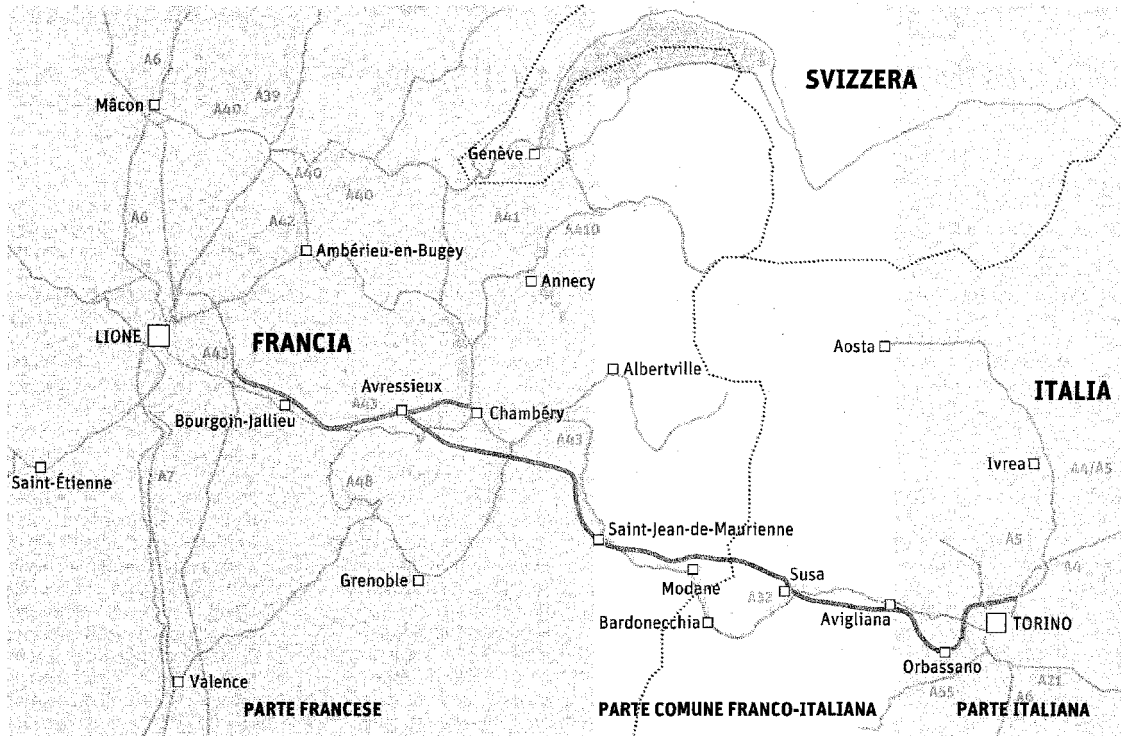 A6
SVIZZERA
Mâcon
A40
A39
Genève
A40
A40
A6
A42
A41
A410
Ambérieu-en-Bugey
Annecy
LIONE
FRANCIA
A43
Aosta
Albertville
Avressieux
ITALIA
A43
Bourgoin-Jallieu
Chambéry
A43
Ivrea
A4/A5
Saint-Étienne
A7
A48
Saint-Jean-de-Maurienne
A5
A4
Grenoble
Modane
Susa
A32
Bardonecchia
Avigliana
TORINO
Orbassano
Valence
A55
A6
A21
PARTE FRANCESE
PARTE COMUNE FRANCO-ITALIANA
PARTE ITALIANA